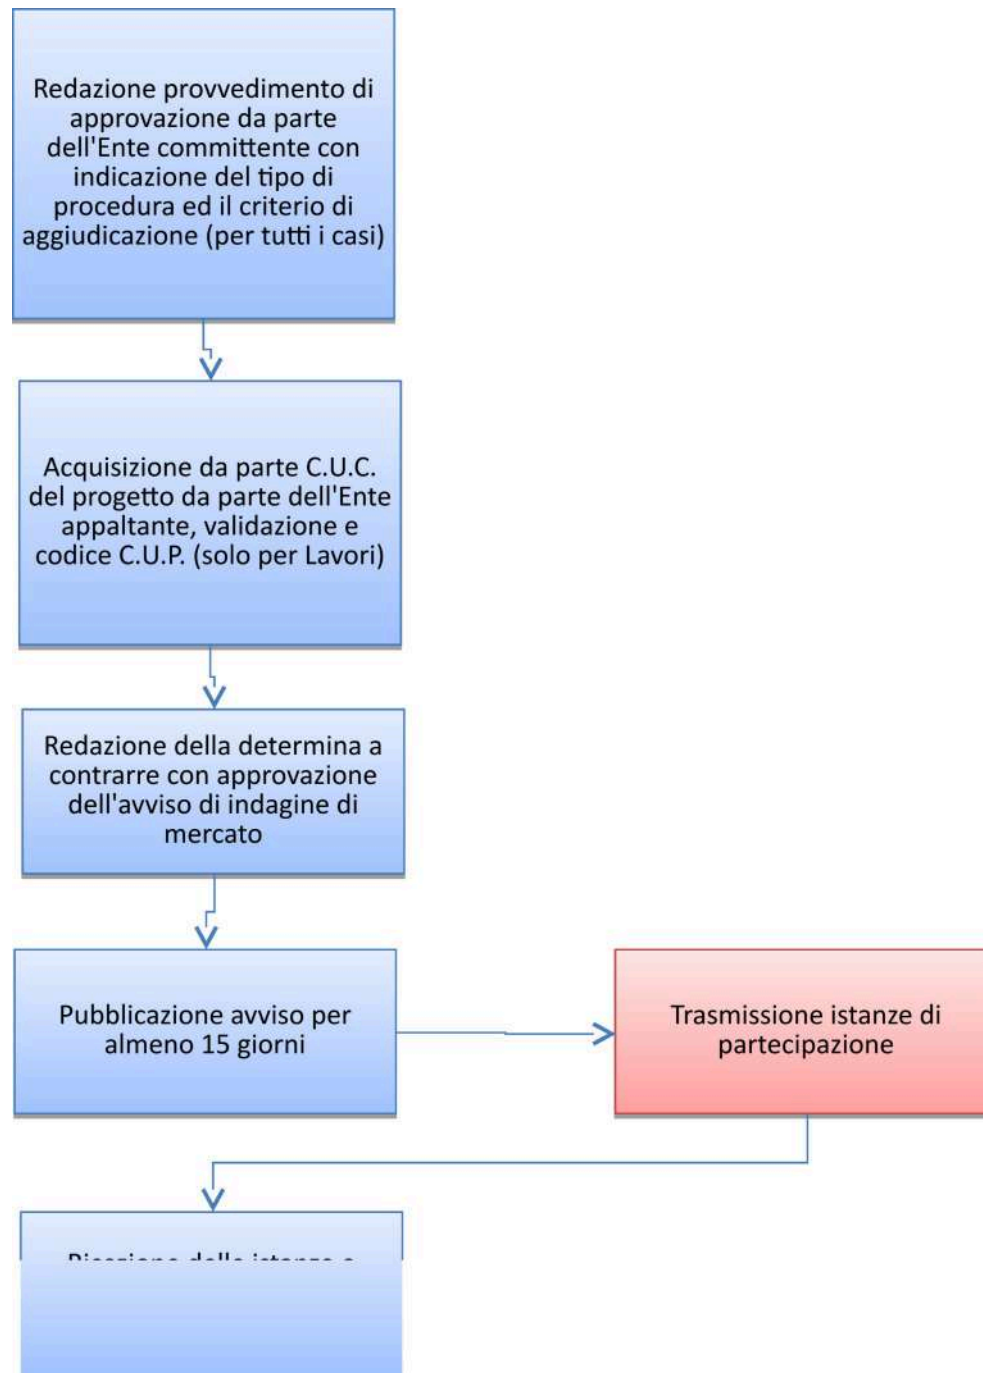 Redazione provvedimento di
approvazione da parte
dell'Ente committente con
indicazione del tipo di
procedura ed il criterio di
aggiudicazione (per tutti i casi)
Acquisizione da parte C.U.C.
del progetto da parte dell'Ente
appaltante, validazione e
codice C.U.P. (solo per Lavori)
Redazione della determina a
contrarre con approvazione
dell'avviso di indagine di
mercato
Pubblicazione avviso per
almeno 15 giorni
Trasmissione istanze di
partecipazione